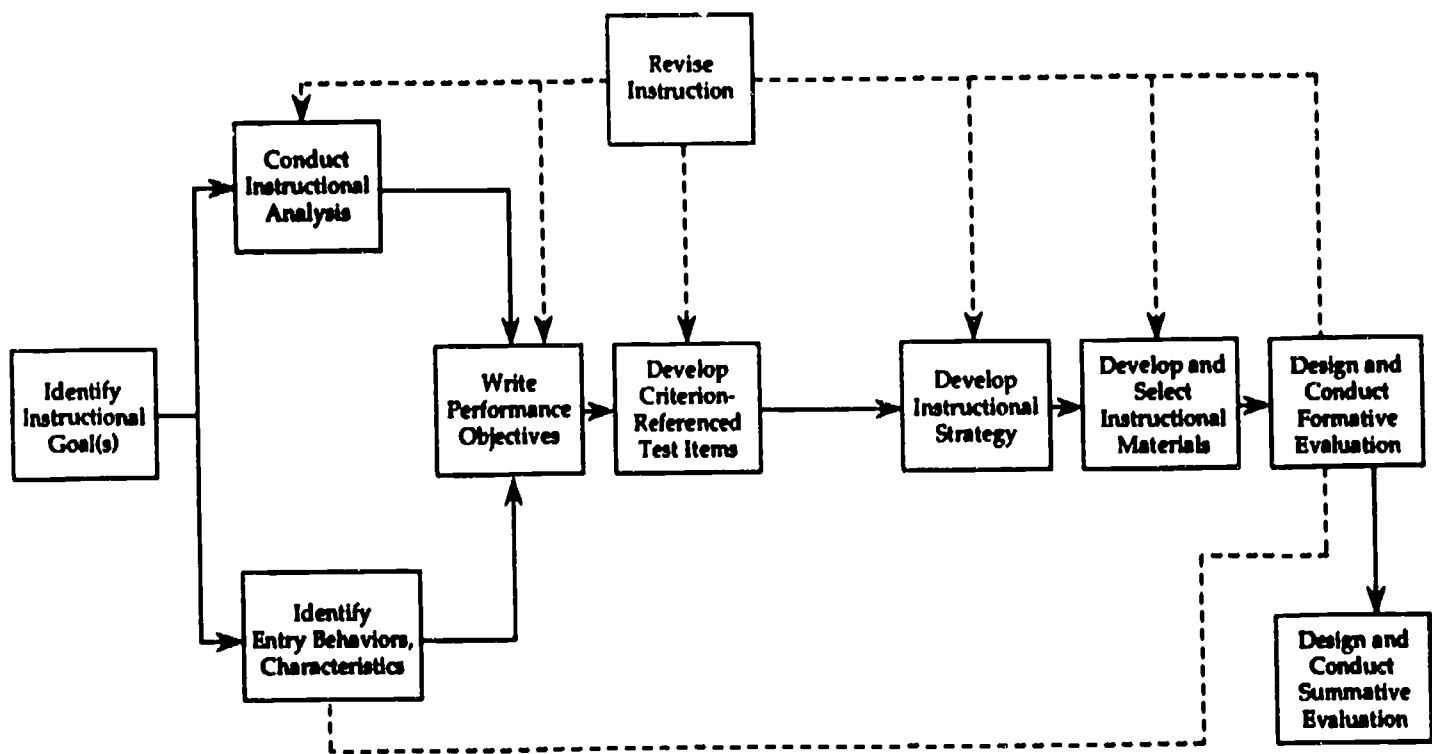 Revise
Instruction
Conduct
Instructional
Analysis
Identify
Instructional
Goal(s)
Write
Performance
Objectives
Develop
Criterion-
Referenced
Test Items
Develop
Instructional
Strategy
Develop and
Select
Instructional
Materials
Design and
Conduct
Formative
Evaluation
Identify
Entry Behaviors,
Characteristics
Design and
Conduct
Summative
Evaluation